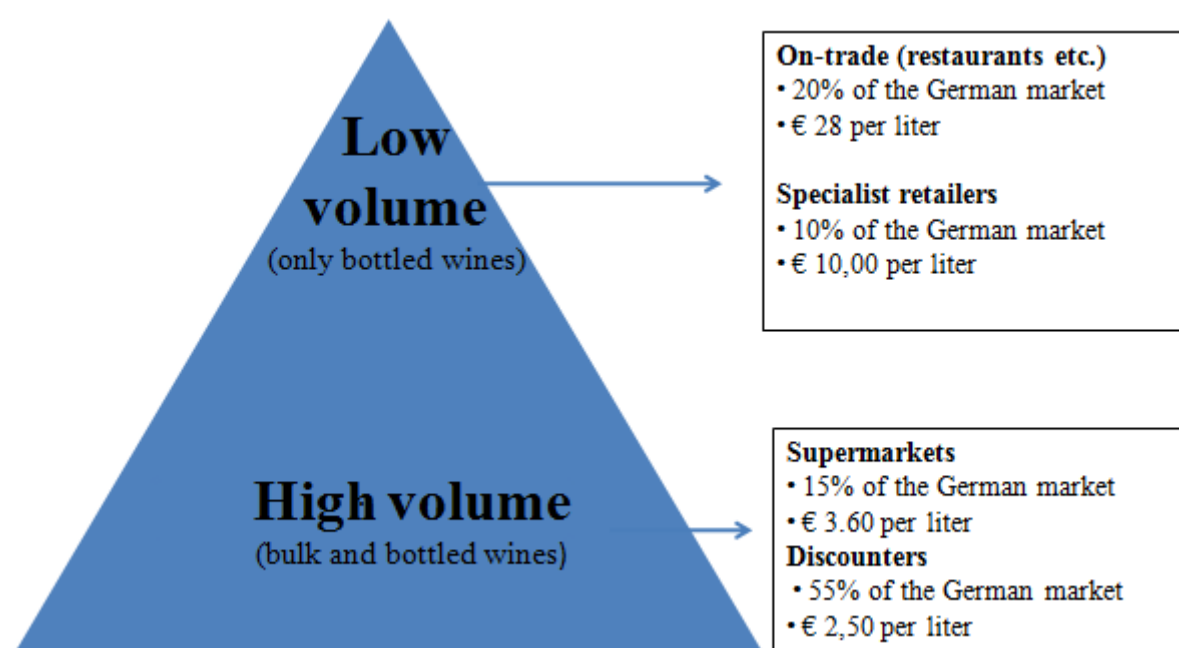 Low
volume
(only bottled wines)
On-trade (restaurants etc.)
• 20% of the German market
• € 28 per liter
Specialist retailers
• 10% of the German market
• € 10,00 per liter
High volume
(bulk and bottled wines)
Supermarkets
• 15% of the German market
• € 3.60 per liter
Discounters
• 55% of the German market
• € 2,50 per liter